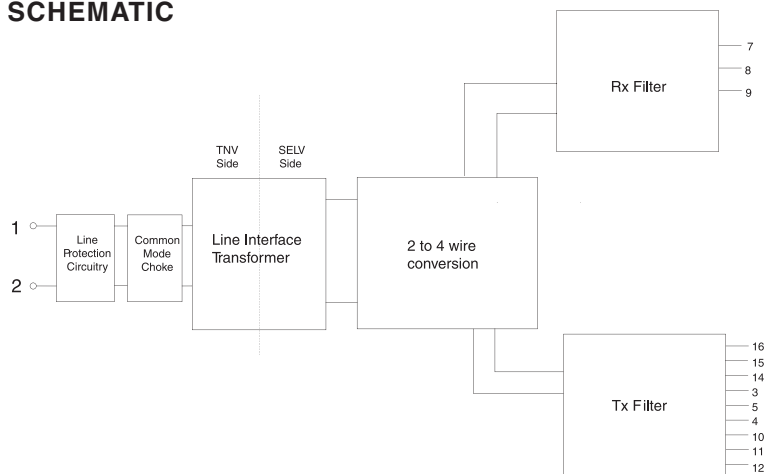 SCHEMATIC
TNV
Side
SELV
Side
1
2
Line
Protection
Circuitry
Common
Mode
Choke
Line Interface
Transformer
2 to 4 wire
conversion
Rx Filter
7
8
9
Tx Filter
16
15
14
3
5
4
10
11
12